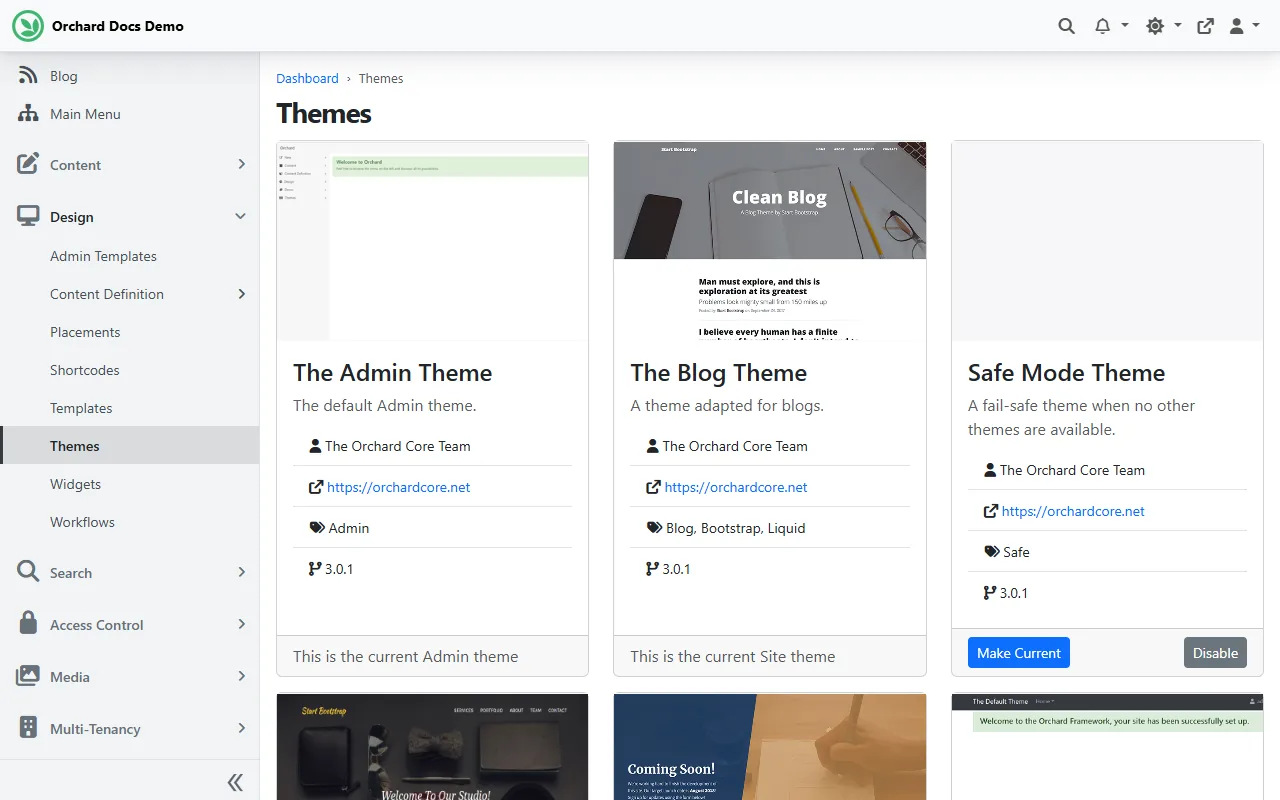 Orchard Docs Demo
Blog
Main Menu
Content
Design
Admin Templates
Content Definition
Placements
Shortcodes
Templates
Themes
Widgets
Workflows
Search
Access Control
Media
Multi-Tenancy
Dashboard › Themes
Themes
Orchard
Welcome to Orchard
The Admin Theme
The default Admin theme.
The Orchard Core Team
https://orchardcore.net
Admin
3.0.1
This is the current Admin theme
Start Bootstrap
HOME ABOUT SAMPLE POST CONTACT
Clean Blog
A Blog Theme by Start Bootstrap
Man must explore, and this is
exploration at its greatest
Problems look mighty small from 150 miles up
I believe every human has a finite
The Blog Theme
A theme adapted for blogs.
The Orchard Core Team
https://orchardcore.net
Blog, Bootstrap, Liquid
3.0.1
This is the current Site theme
Safe Mode Theme
A fail-safe theme when no other
themes are available.
The Orchard Core Team
https://orchardcore.net
Safe
3.0.1
Make Current
Disable
Start Bootstrap
SERVICES PORTFOLIO ABOUT TEAM CONTACT
Welcome To Our Studio!
Coming Soon!
The Default Theme
Welcome to the Orchard Framework, your site has been successfully set up.